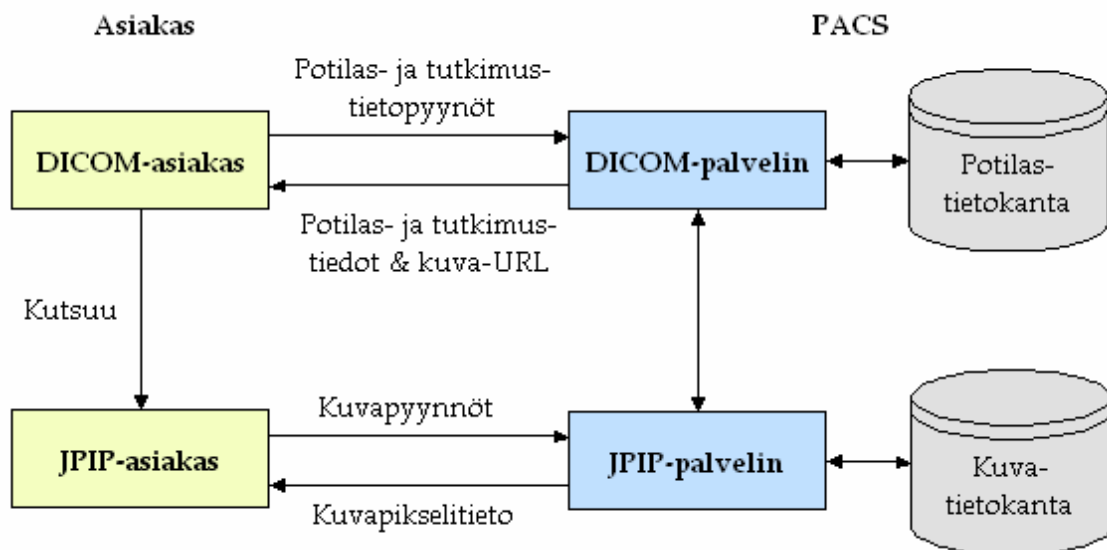 Asiakas
PACS
Potilas- ja tutkimus-
tietopyynöt
DICOM-asiakas
DICOM-palvelin
Potilas-
tietokanta
Potilas- ja tutkimus-
tiedot & kuva-URL
Kutsuu
Kuvapyynnöt
JPIP-asiakas
JPIP-palvelin
Kuva-
tietokanta
Kuvapikselitieto